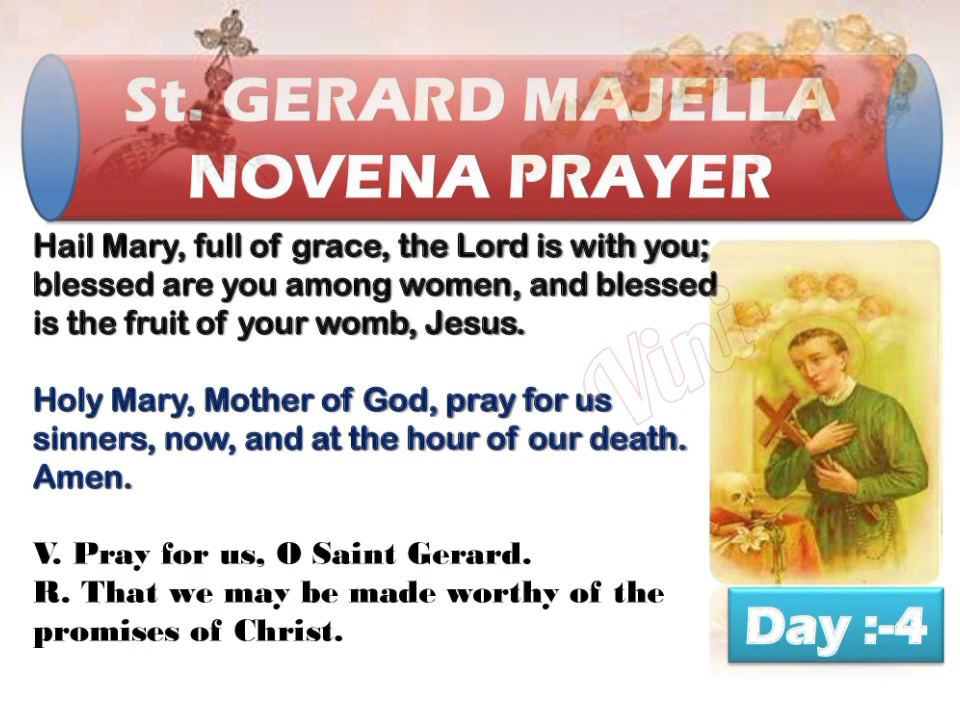 St. GERARD MAJELLA
NOVENA PRAYER
Hail Mary, full of grace, the Lord is with you;
blessed are you among women, and blessed
is the fruit of your womb, Jesus.
Holy Mary, Mother of God, pray for us
sinners, now, and at the hour of our death.
Amen.
V. Pray for us, O Saint Gerard.
R. That we may be made worthy of the
promises of Christ.
Vini
Day :-4